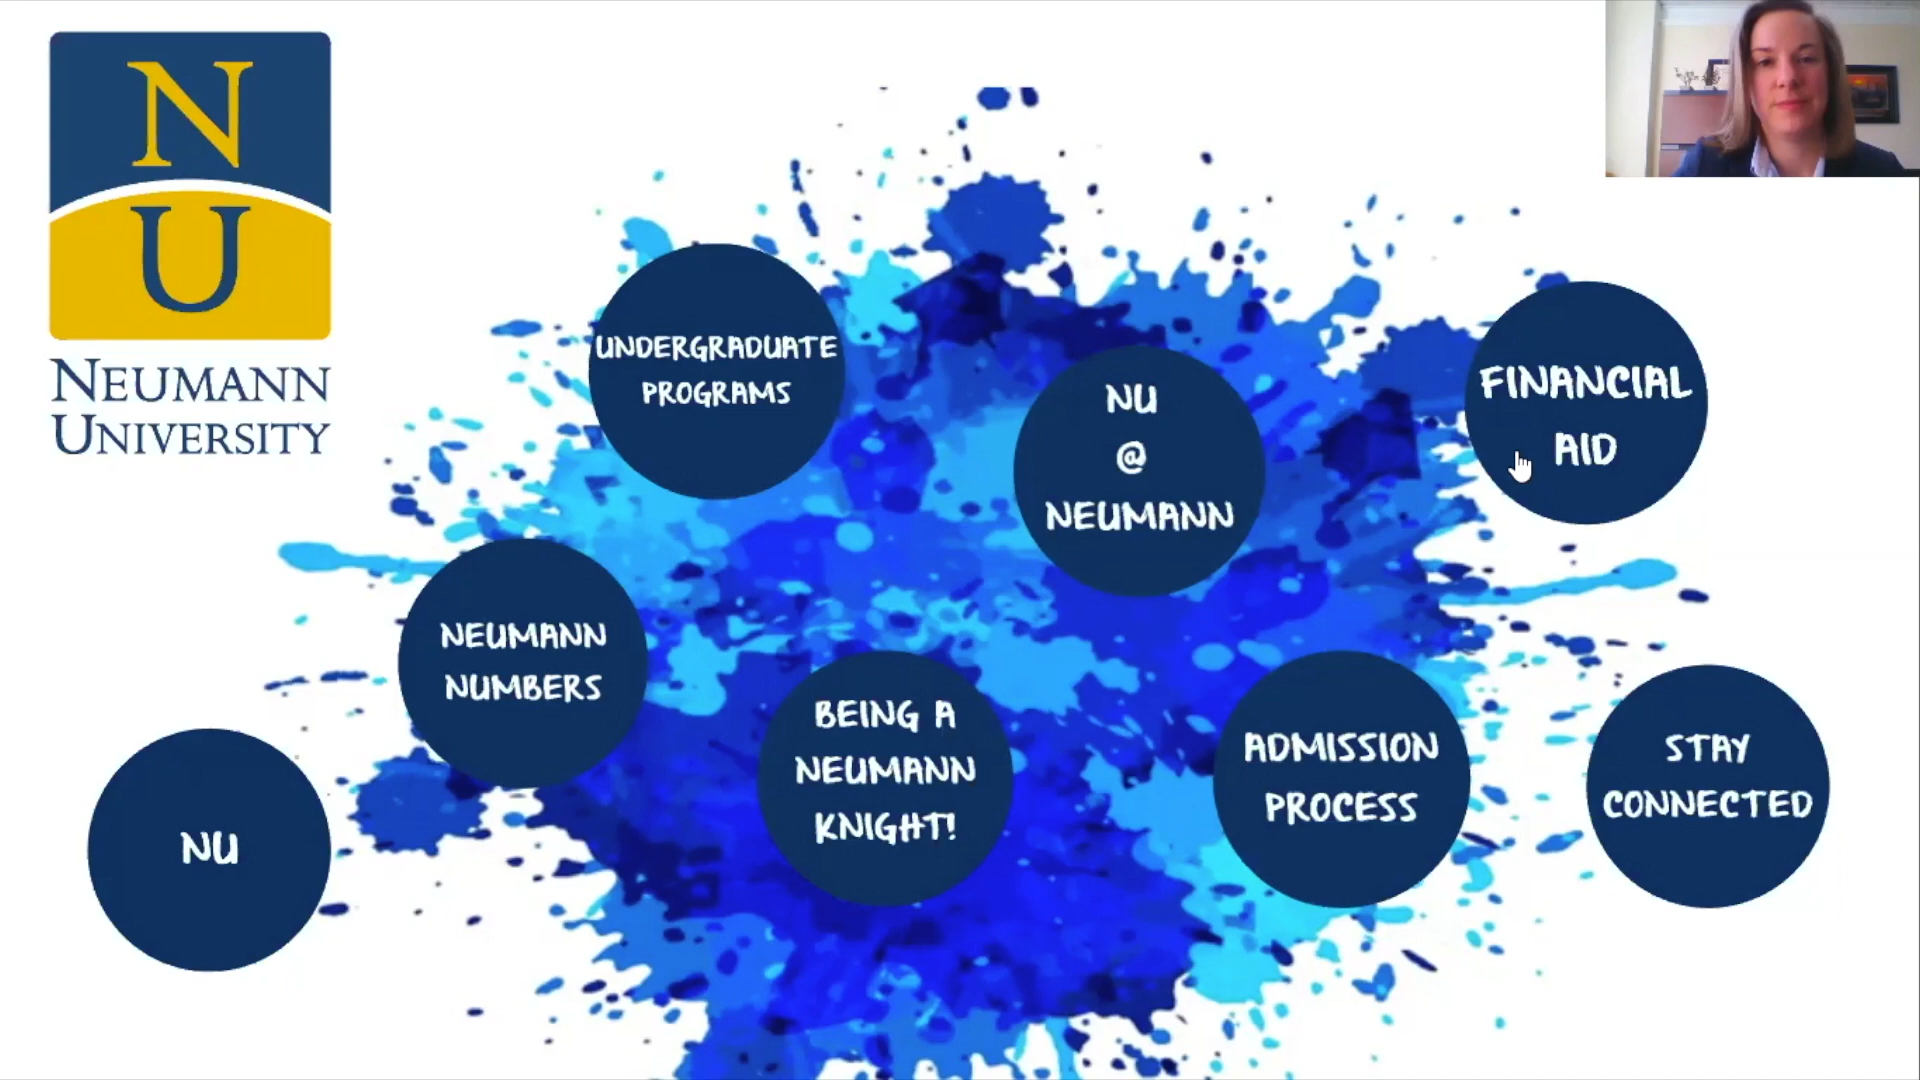 N
U
NEUMANN
UNIVERSITY
UNDERGRADUATE
PROGRAMS
NU
@
NEUMANN
FINANCIAL
AID
NEUMANN
NUMBERS
BEING A
NEUMANN
KNIGHT!
ADMISSION
PROCESS
STAY
CONNECTED
NU